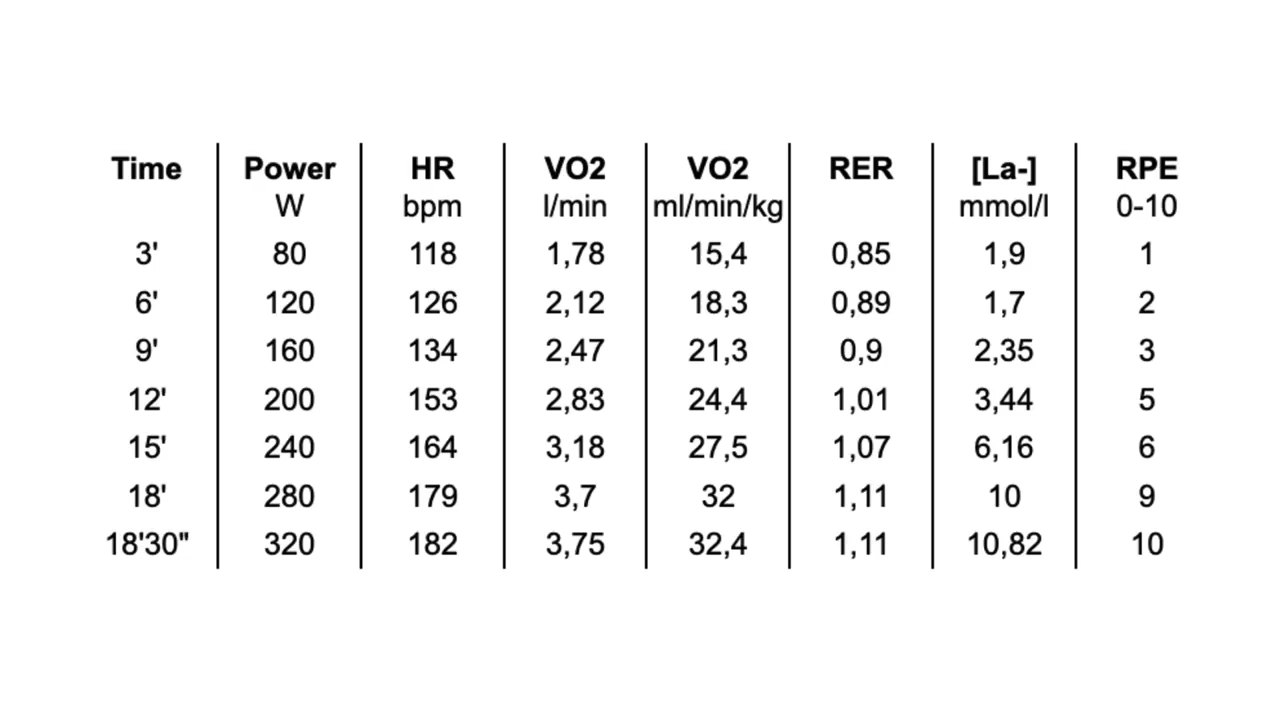 Time Power HR VO2 VO2 RER [La-] RPE
W bpm l/min ml/min/kg mmol/l 0-10
3' 80 118 1,78 15,4 0,85 1,9 1
6' 120 126 2,12 18,3 0,89 1,7 2
9' 160 134 2,47 21,3 0,9 2,35 3
12' 200 153 2,83 24,4 1,01 3,44 5
15' 240 164 3,18 27,5 1,07 6,16 6
18' 280 179 3,7 32 1,11 10 9
18'30" 320 182 3,75 32,4 1,11 10,82 10